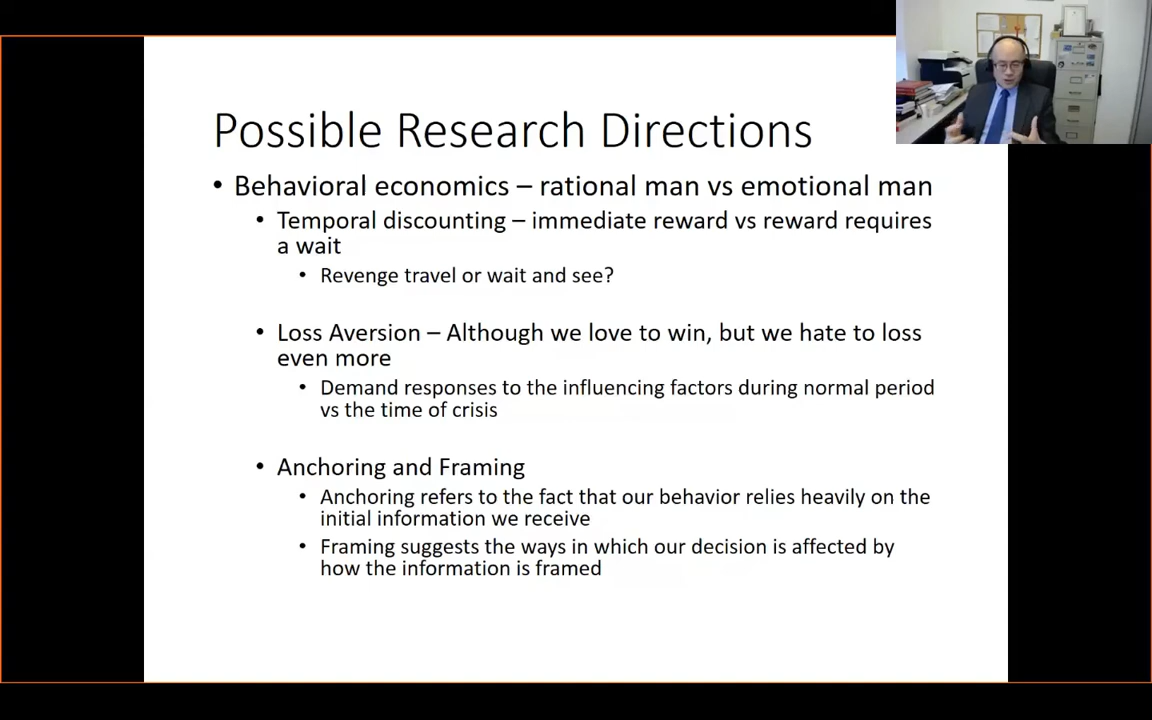 Possible Research Directions
• Behavioral economics – rational man vs emotional man
• Temporal discounting – immediate reward vs reward requires
a wait
• Revenge travel or wait and see?
• Loss Aversion – Although we love to win, but we hate to loss
even more
• Demand responses to the influencing factors during normal period
vs the time of crisis
• Anchoring and Framing
• Anchoring refers to the fact that our behavior relies heavily on the
initial information we receive
• Framing suggests the ways in which our decision is affected by
how the information is framed